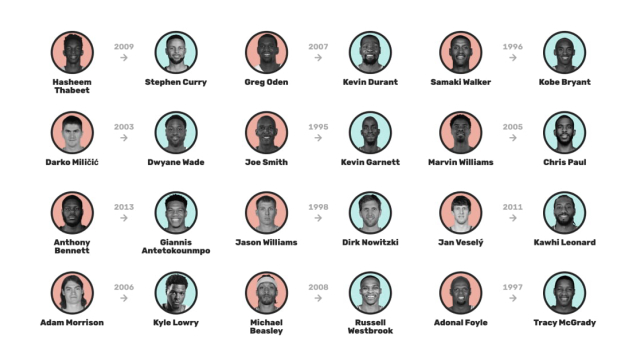 2009 2007 1996
→ → →
Hasheem Thabeet Stephen Curry Greg Oden Kevin Durant Samaki Walker Kobe Bryant
2003 1995 2005
→ → →
Darko Miličić Dwyane Wade Joe Smith Kevin Garnett Marvin Williams Chris Paul
2013 1998 2011
→ → →
Anthony Bennett Giannis Antetokounmpo Jason Williams Dirk Nowitzki Jan Veselý Kawhi Leonard
2006 2008 1997
→ → →
Adam Morrison Kyle Lowry Michael Beasley Russell Westbrook Adonal Foyle Tracy McGrady